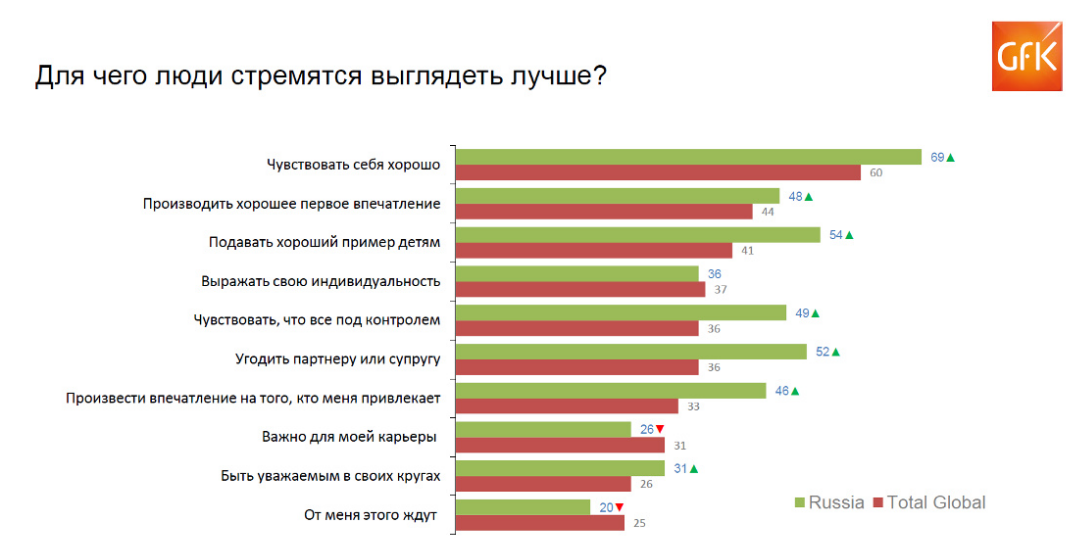 GfK
Для чего люди стремятся выглядеть лучше?
Чувствовать себя хорошо
69
60
Производить хорошее первое впечатление
48
44
Подавать хороший пример детям
54
41
Выражать свою индивидуальность
36
37
Чувствовать, что все под контролем
49
36
Угодить партнеру или супругу
52
36
Произвести впечатление на того, кто меня привлекает
46
33
Важно для моей карьеры
26
31
Быть уважаемым в своих кругах
31
26
От меня этого ждут
20
25
Russia Total Global